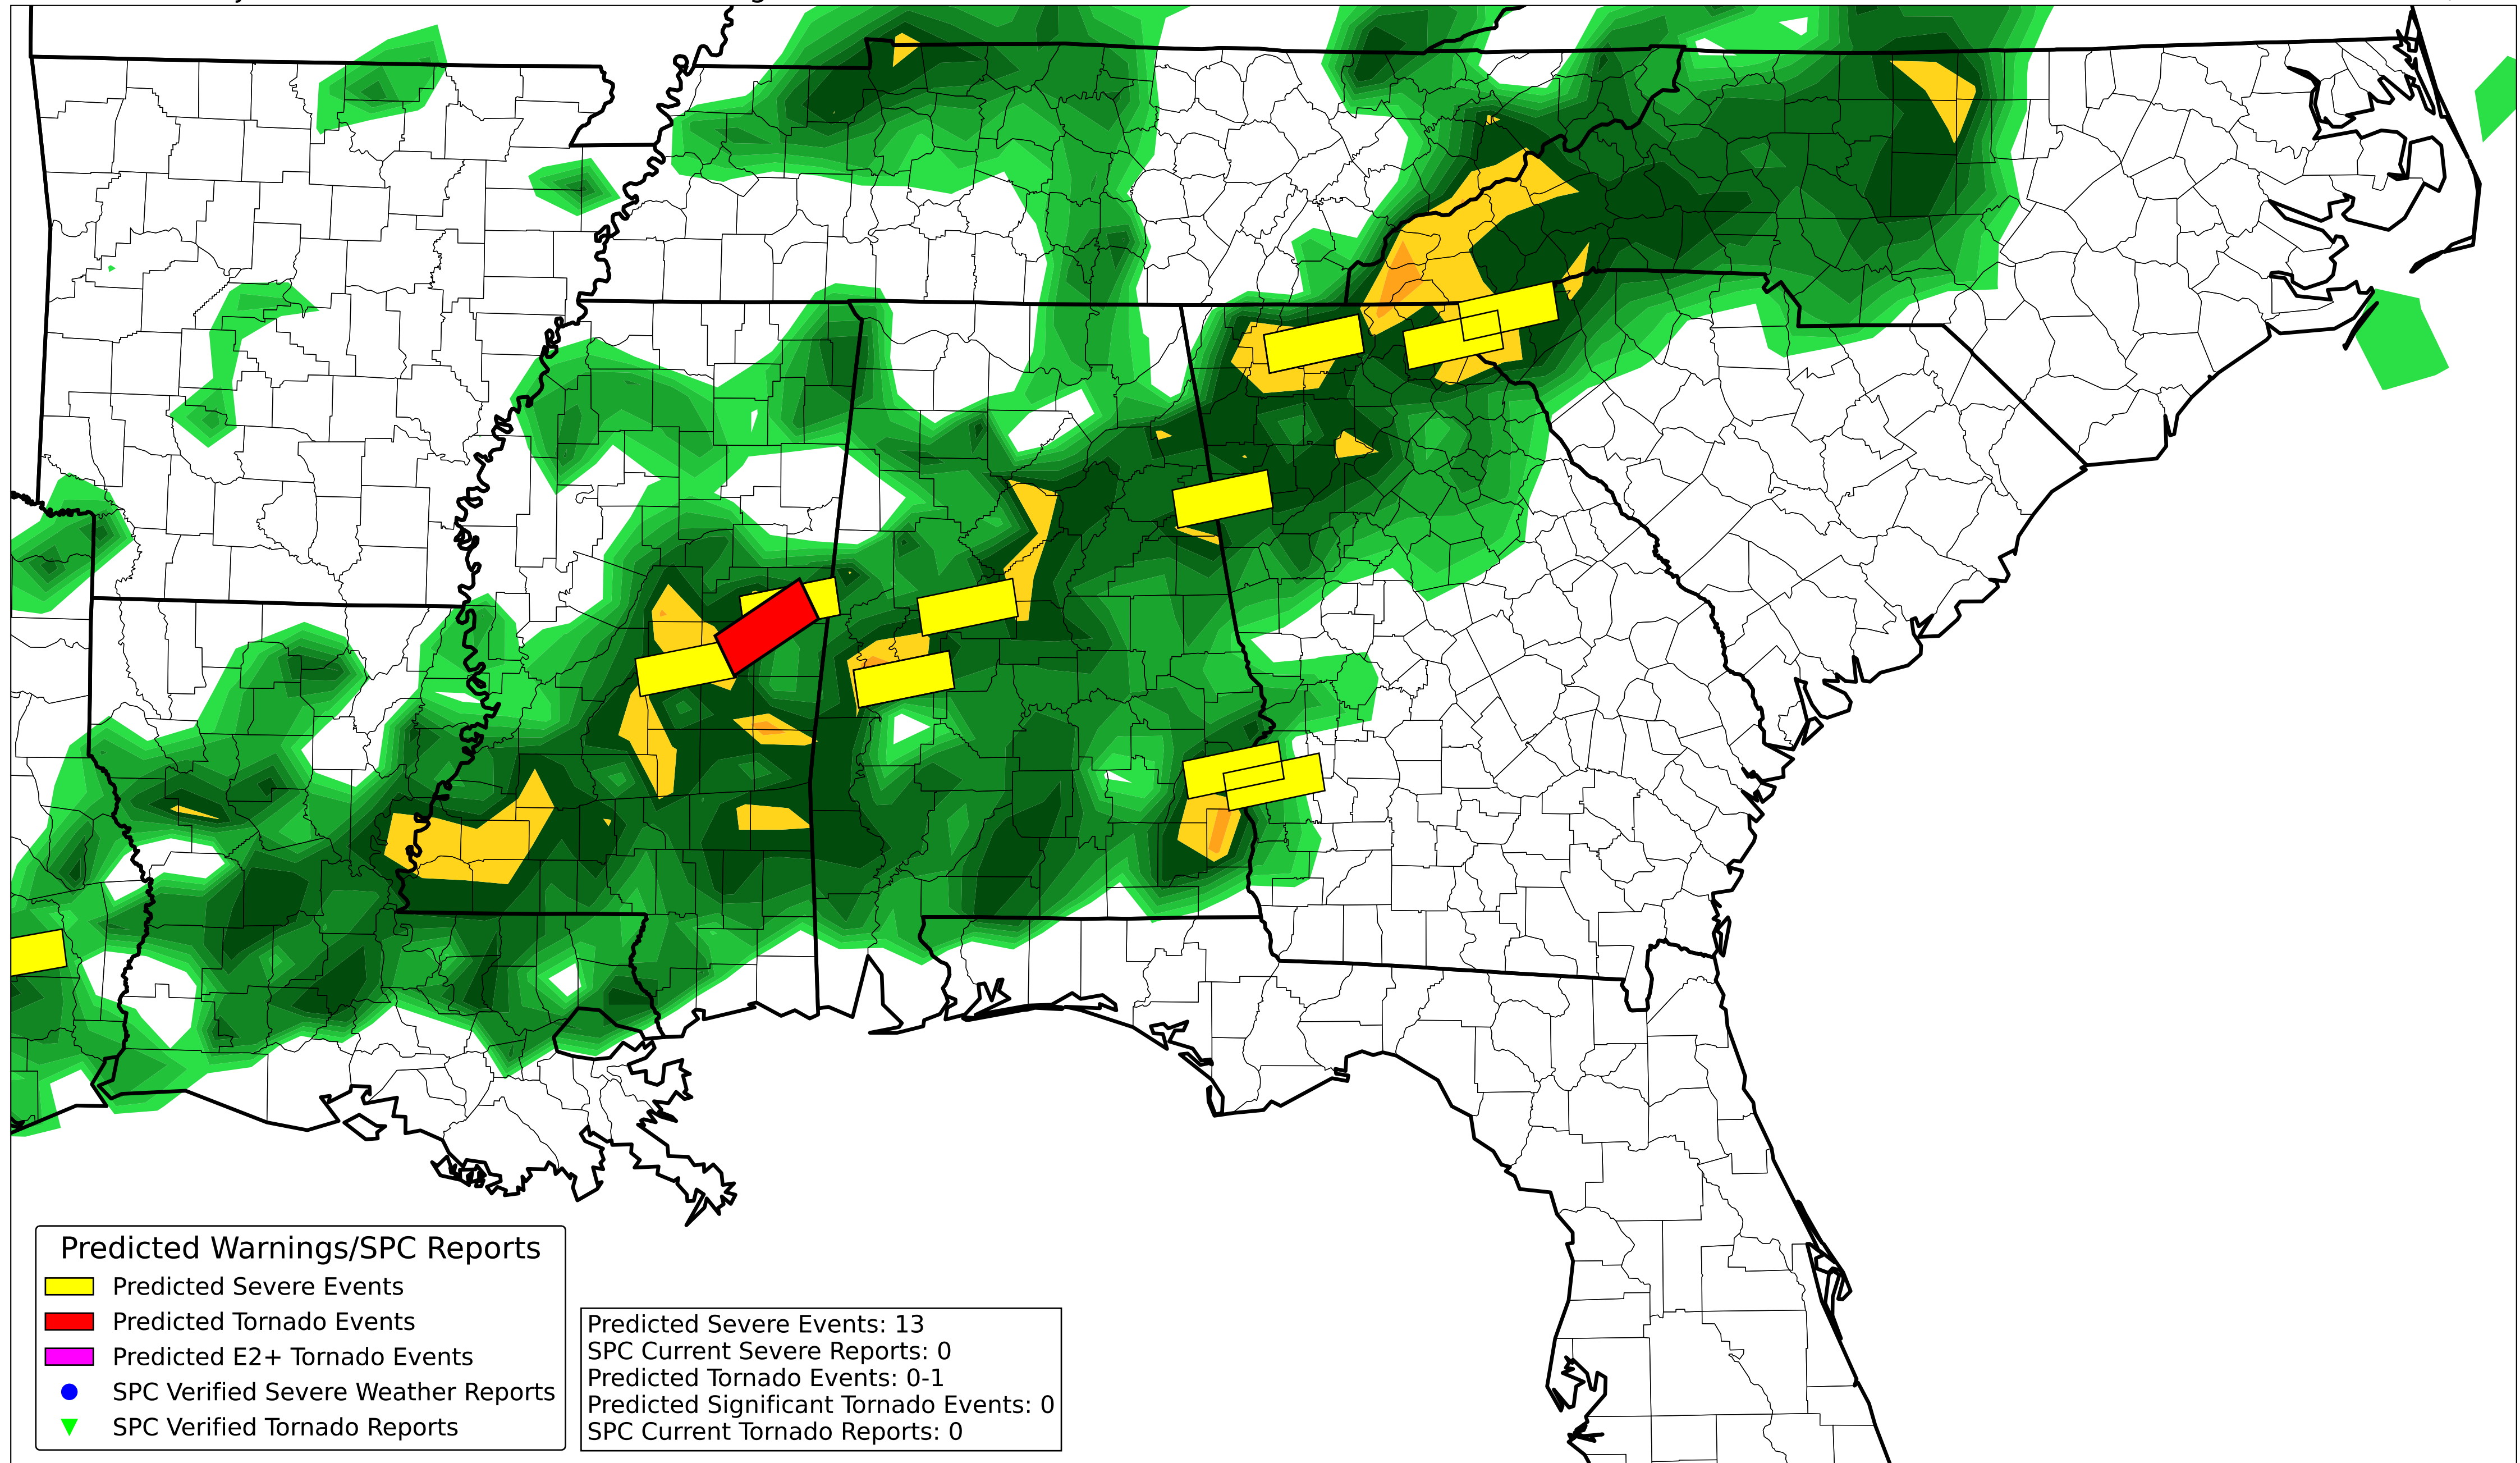 Predicted Warnings/SPC Reports
Predicted Severe Events
Predicted Tornado Events
Predicted E2+ Tornado Events
SPC Verified Severe Weather Reports
SPC Verified Tornado Reports
Predicted Severe Events: 13
SPC Current Severe Reports: 0
Predicted Tornado Events: 0-1
Predicted Significant Tornado Events: 0
SPC Current Tornado Reports: 0